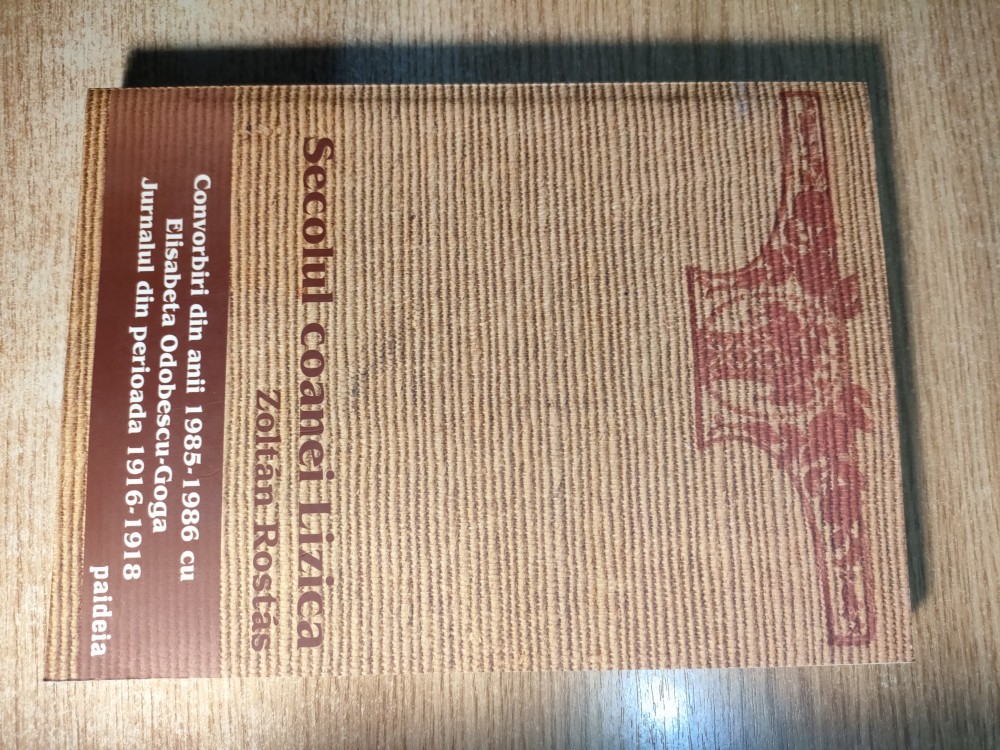 Secolul coanei Lizica
Zoltán Rostás
Convorbiri din anii 1985-1986 cu
Elisabeta Odobescu-Goga
Jurnalul din perioada 1916-1918
paideia